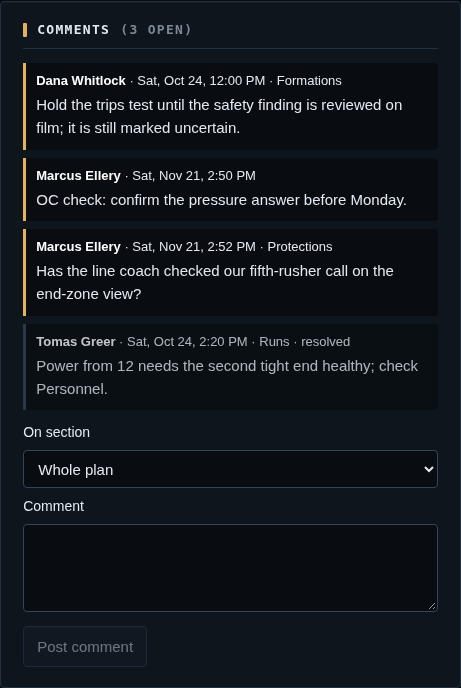 COMMENTS (3 OPEN)
Dana Whitlock · Sat, Oct 24, 12:00 PM · Formations
Hold the trips test until the safety finding is reviewed on
film; it is still marked uncertain.
Marcus Ellery · Sat, Nov 21, 2:50 PM
OC check: confirm the pressure answer before Monday.
Marcus Ellery · Sat, Nov 21, 2:52 PM · Protections
Has the line coach checked our fifth-rusher call on the
end-zone view?
Tomas Greer · Sat, Oct 24, 2:20 PM · Runs · resolved
Power from 12 needs the second tight end healthy; check
Personnel.
On section
Whole plan
Comment
Post comment